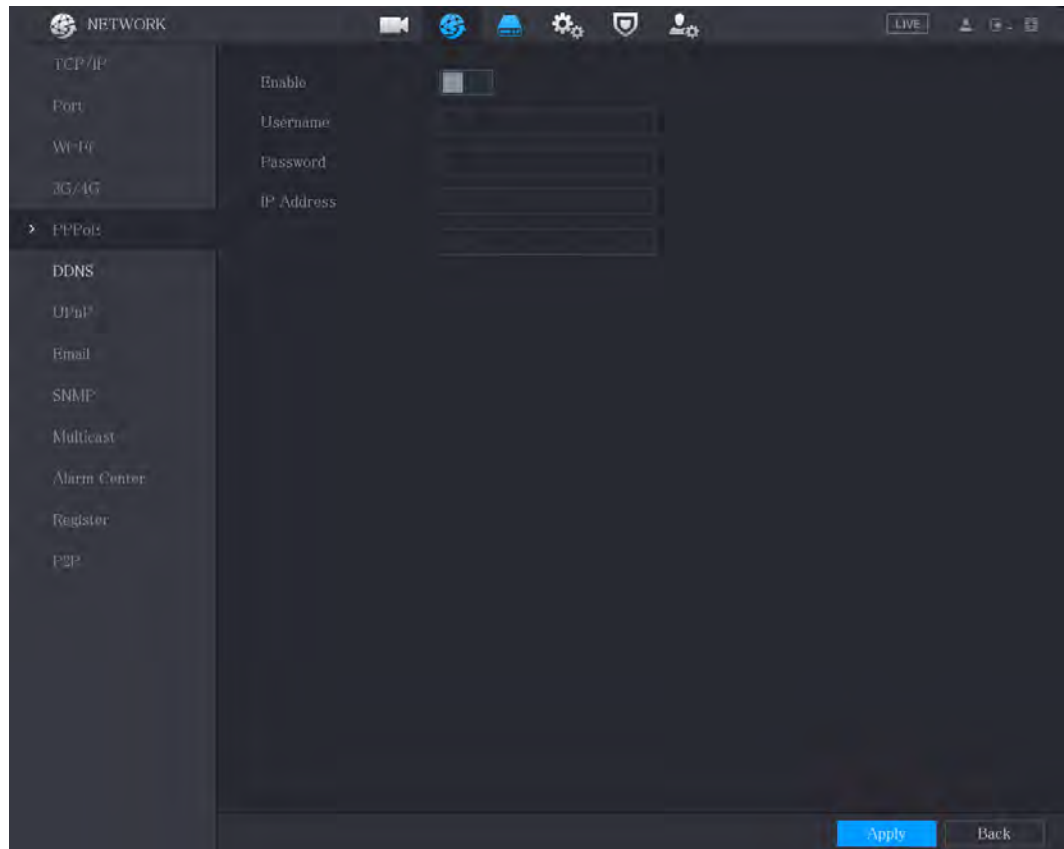 NETWORK
LIVE
TCP/IP
Port
Wi-Fi
3G/4G
PPPoE
DDNS
UPnP
Email
SNMP
Multicast
Alarm Center
Register
P2P
Enable
Username
Password
IP Address
Apply
Back